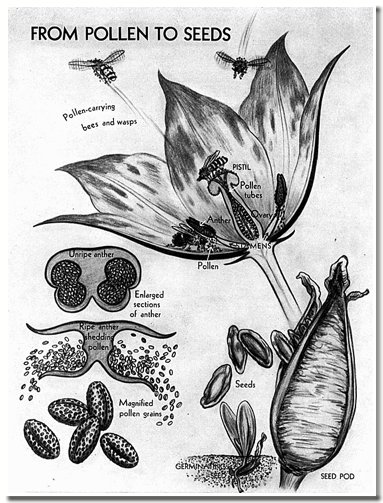 FROM POLLEN TO SEEDS
Pollen-carrying
bees and wasps
PISTIL
Pollen
tubes
Anther
Ovary
STAMENS
Pollen
Unripe anther
Enlarged
sections
of anther
Ripe anther
shedding
pollen
Magnified
pollen grains
Seeds
GERMINATING
SEED POD